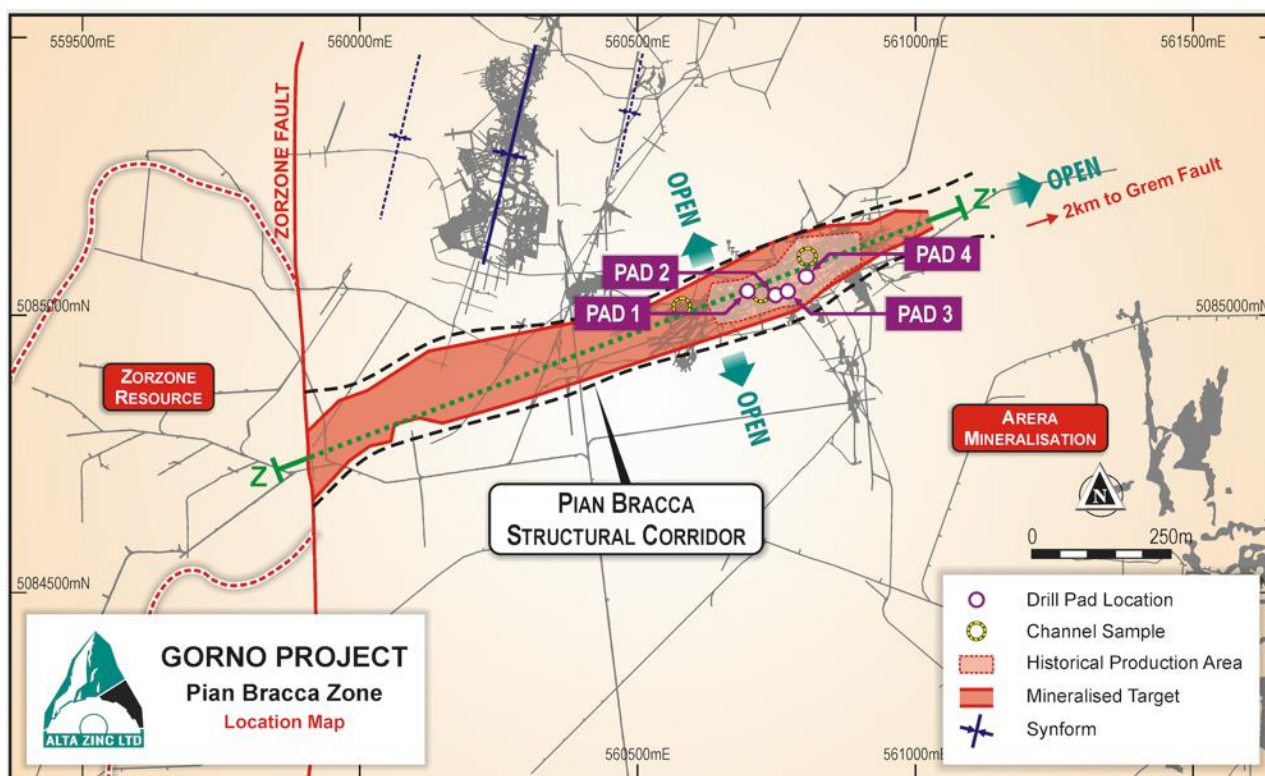 559500mE
560000mE
560500mE
561000mE
561500mE
ZORZONE FAULT
OPEN
Z'
OPEN
2km to Grem Fault
PAD 2
PAD 4
PAD 1
PAD 3
5085000mN
5085000mN
ZORZONE
RESOURCE
OPEN
ARERA
MINERALISATION
Z
PIAN BRACCA
STRUCTURAL CORRIDOR
N
0
250m
5084500mN
GORNO PROJECT
Pian Bracca Zone
Location Map
ALTA ZINC LTD
Drill Pad Location
Channel Sample
Historical Production Area
Mineralised Target
Synform
560500mE
561000mE